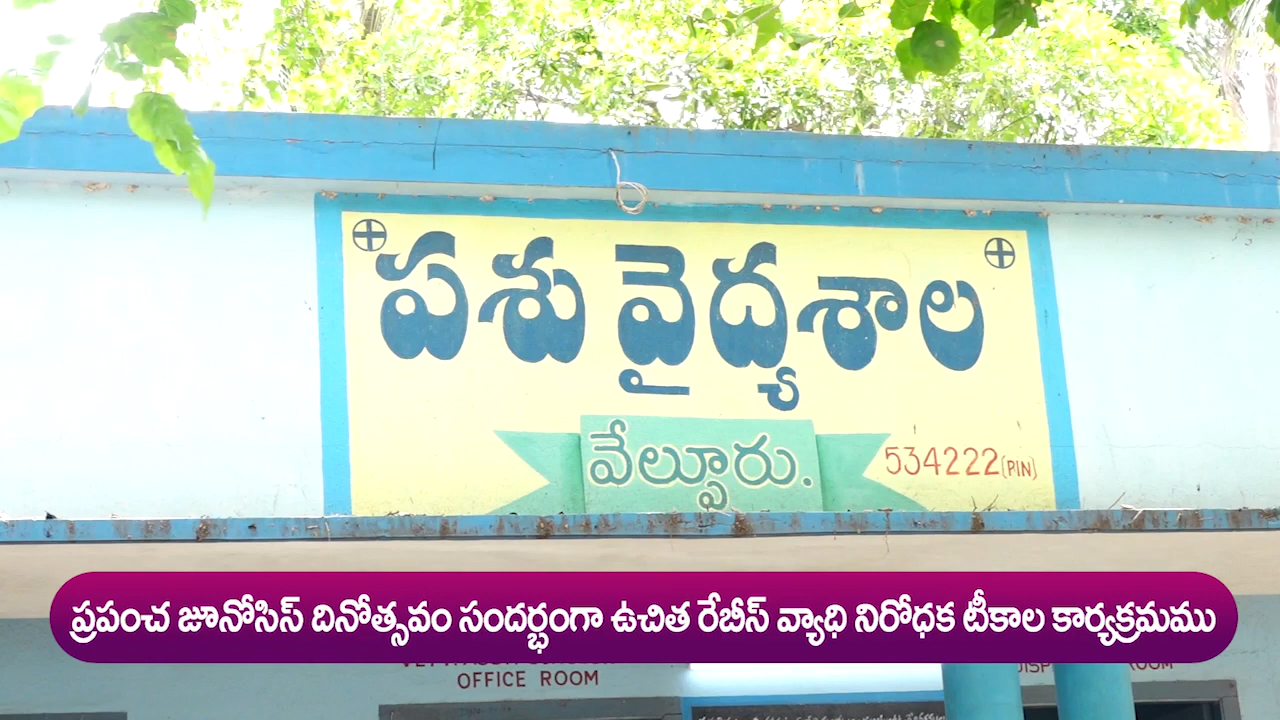 పశు వైద్యశాల
వేల్పూరు.
534222(PIN)
ప్రపంచ జూనోసిస్ దినోత్సవం సందర్భంగా ఉచిత రేబీస్ వ్యాధి నిరోధక టీకాల కార్యక్రమము
ROOM
OFFICE ROOM